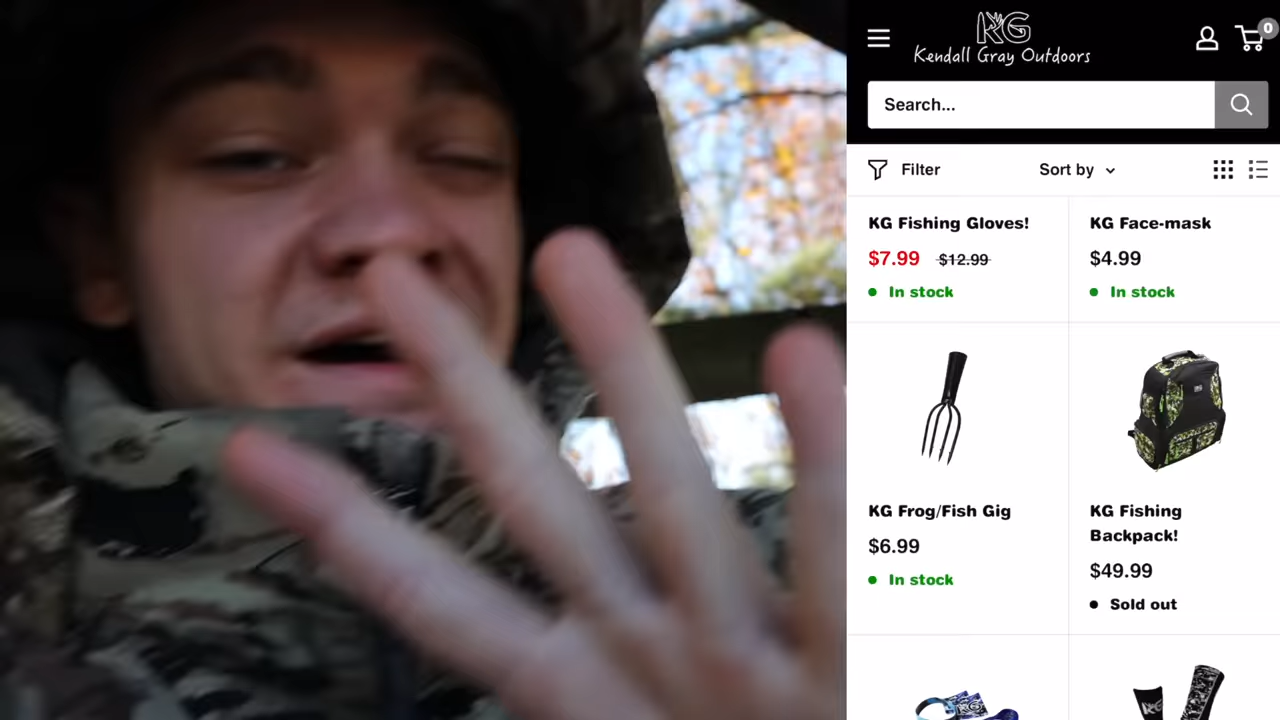 KG
Kendall Gray Outdoors
0
Search...
Filter
Sort by
KG Fishing Gloves!
$7.99 $12.99
In stock
KG Face-mask
$4.99
In stock
KG Frog/Fish Gig
$6.99
In stock
KG Fishing
Backpack!
$49.99
Sold out
KG